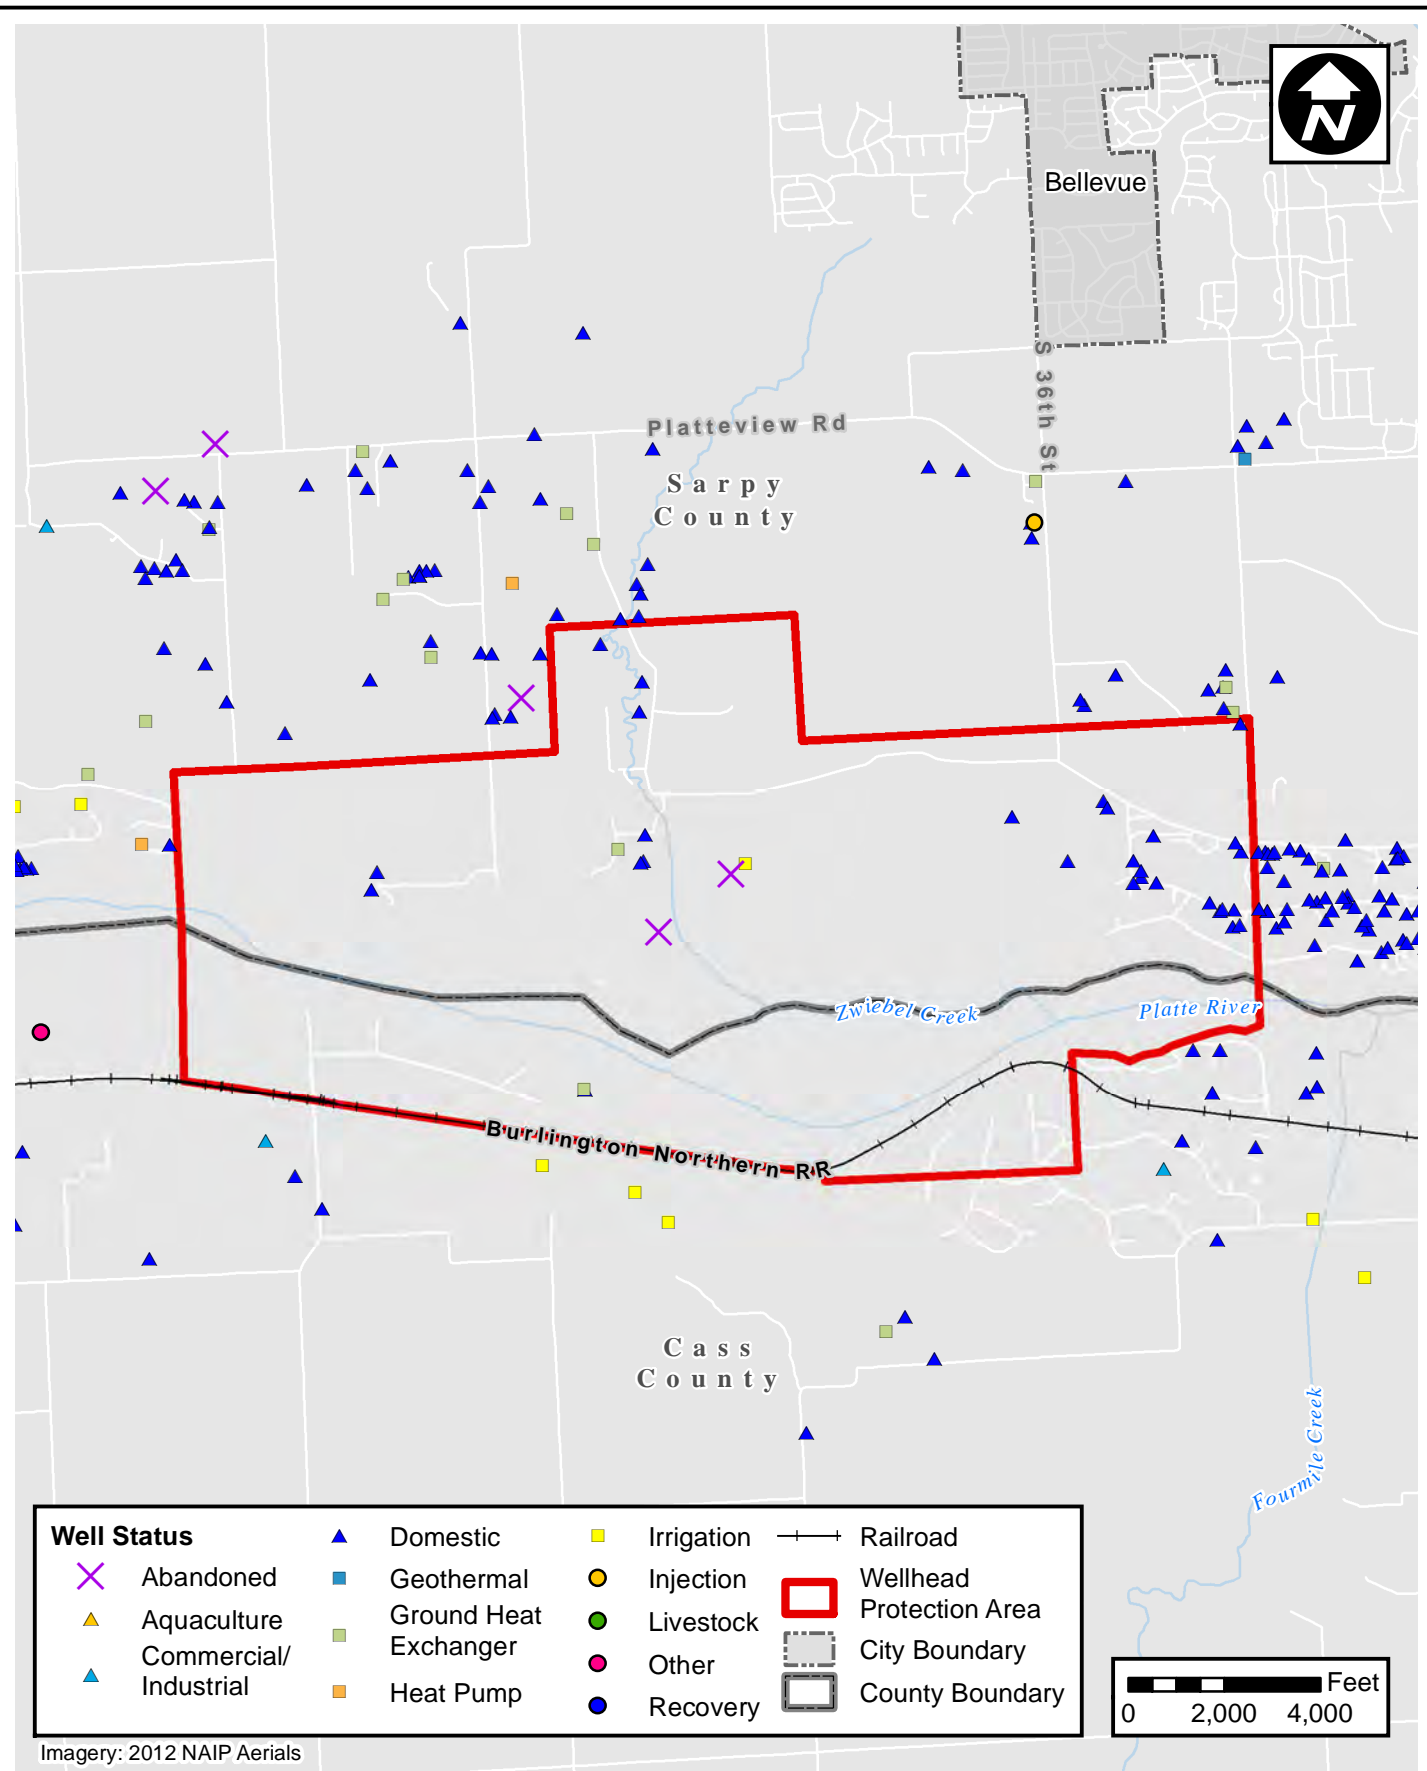 N
Bellevue
S 36th St
Platteview Rd
Sarpy
County
Zwiebel Creek
Platte River
Burlington Northern RR
Cass
County
Fourmile Creek
Well Status
Abandoned
Aquaculture
Commercial/
Industrial
Domestic
Geothermal
Ground Heat
Exchanger
Heat Pump
Irrigation
Injection
Livestock
Other
Recovery
Railroad
Wellhead
Protection Area
City Boundary
County Boundary
Feet
0 2,000 4,000
Imagery: 2012 NAIP Aerials